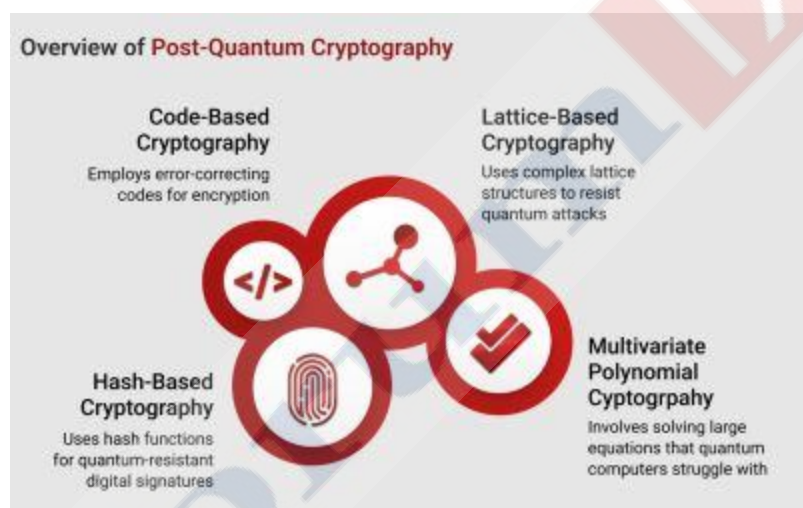 Overview of Post-Quantum Cryptography
Code-Based
Cryptography
Employs error-correcting
codes for encryption
Lattice-Based
Cryptography
Uses complex lattice
structures to resist
quantum attacks
</>
Hash-Based
Cryptography
Uses hash functions
for quantum-resistant
digital signatures
Multivariate
Polynomial
Cyptogrpahy
Involves solving large
equations that quantum
computers struggle with